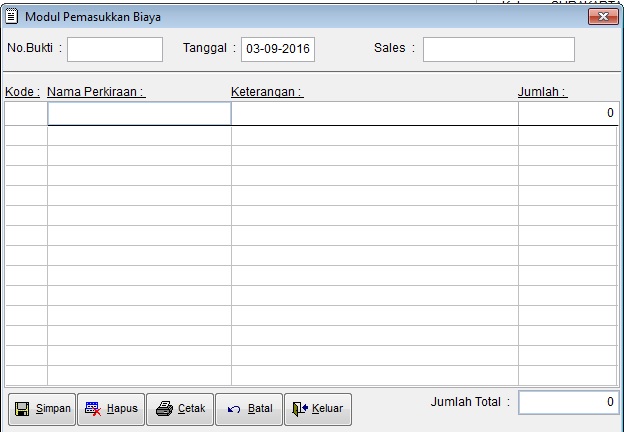 Modul Pemasukkan Biaya
No.Bukti : Tanggal : 03-09-2016 Sales :
Kode : Nama Perkiraan : Keterangan : Jumlah :
0
Simpan Hapus Cetak Batal Keluar Jumlah Total : 0